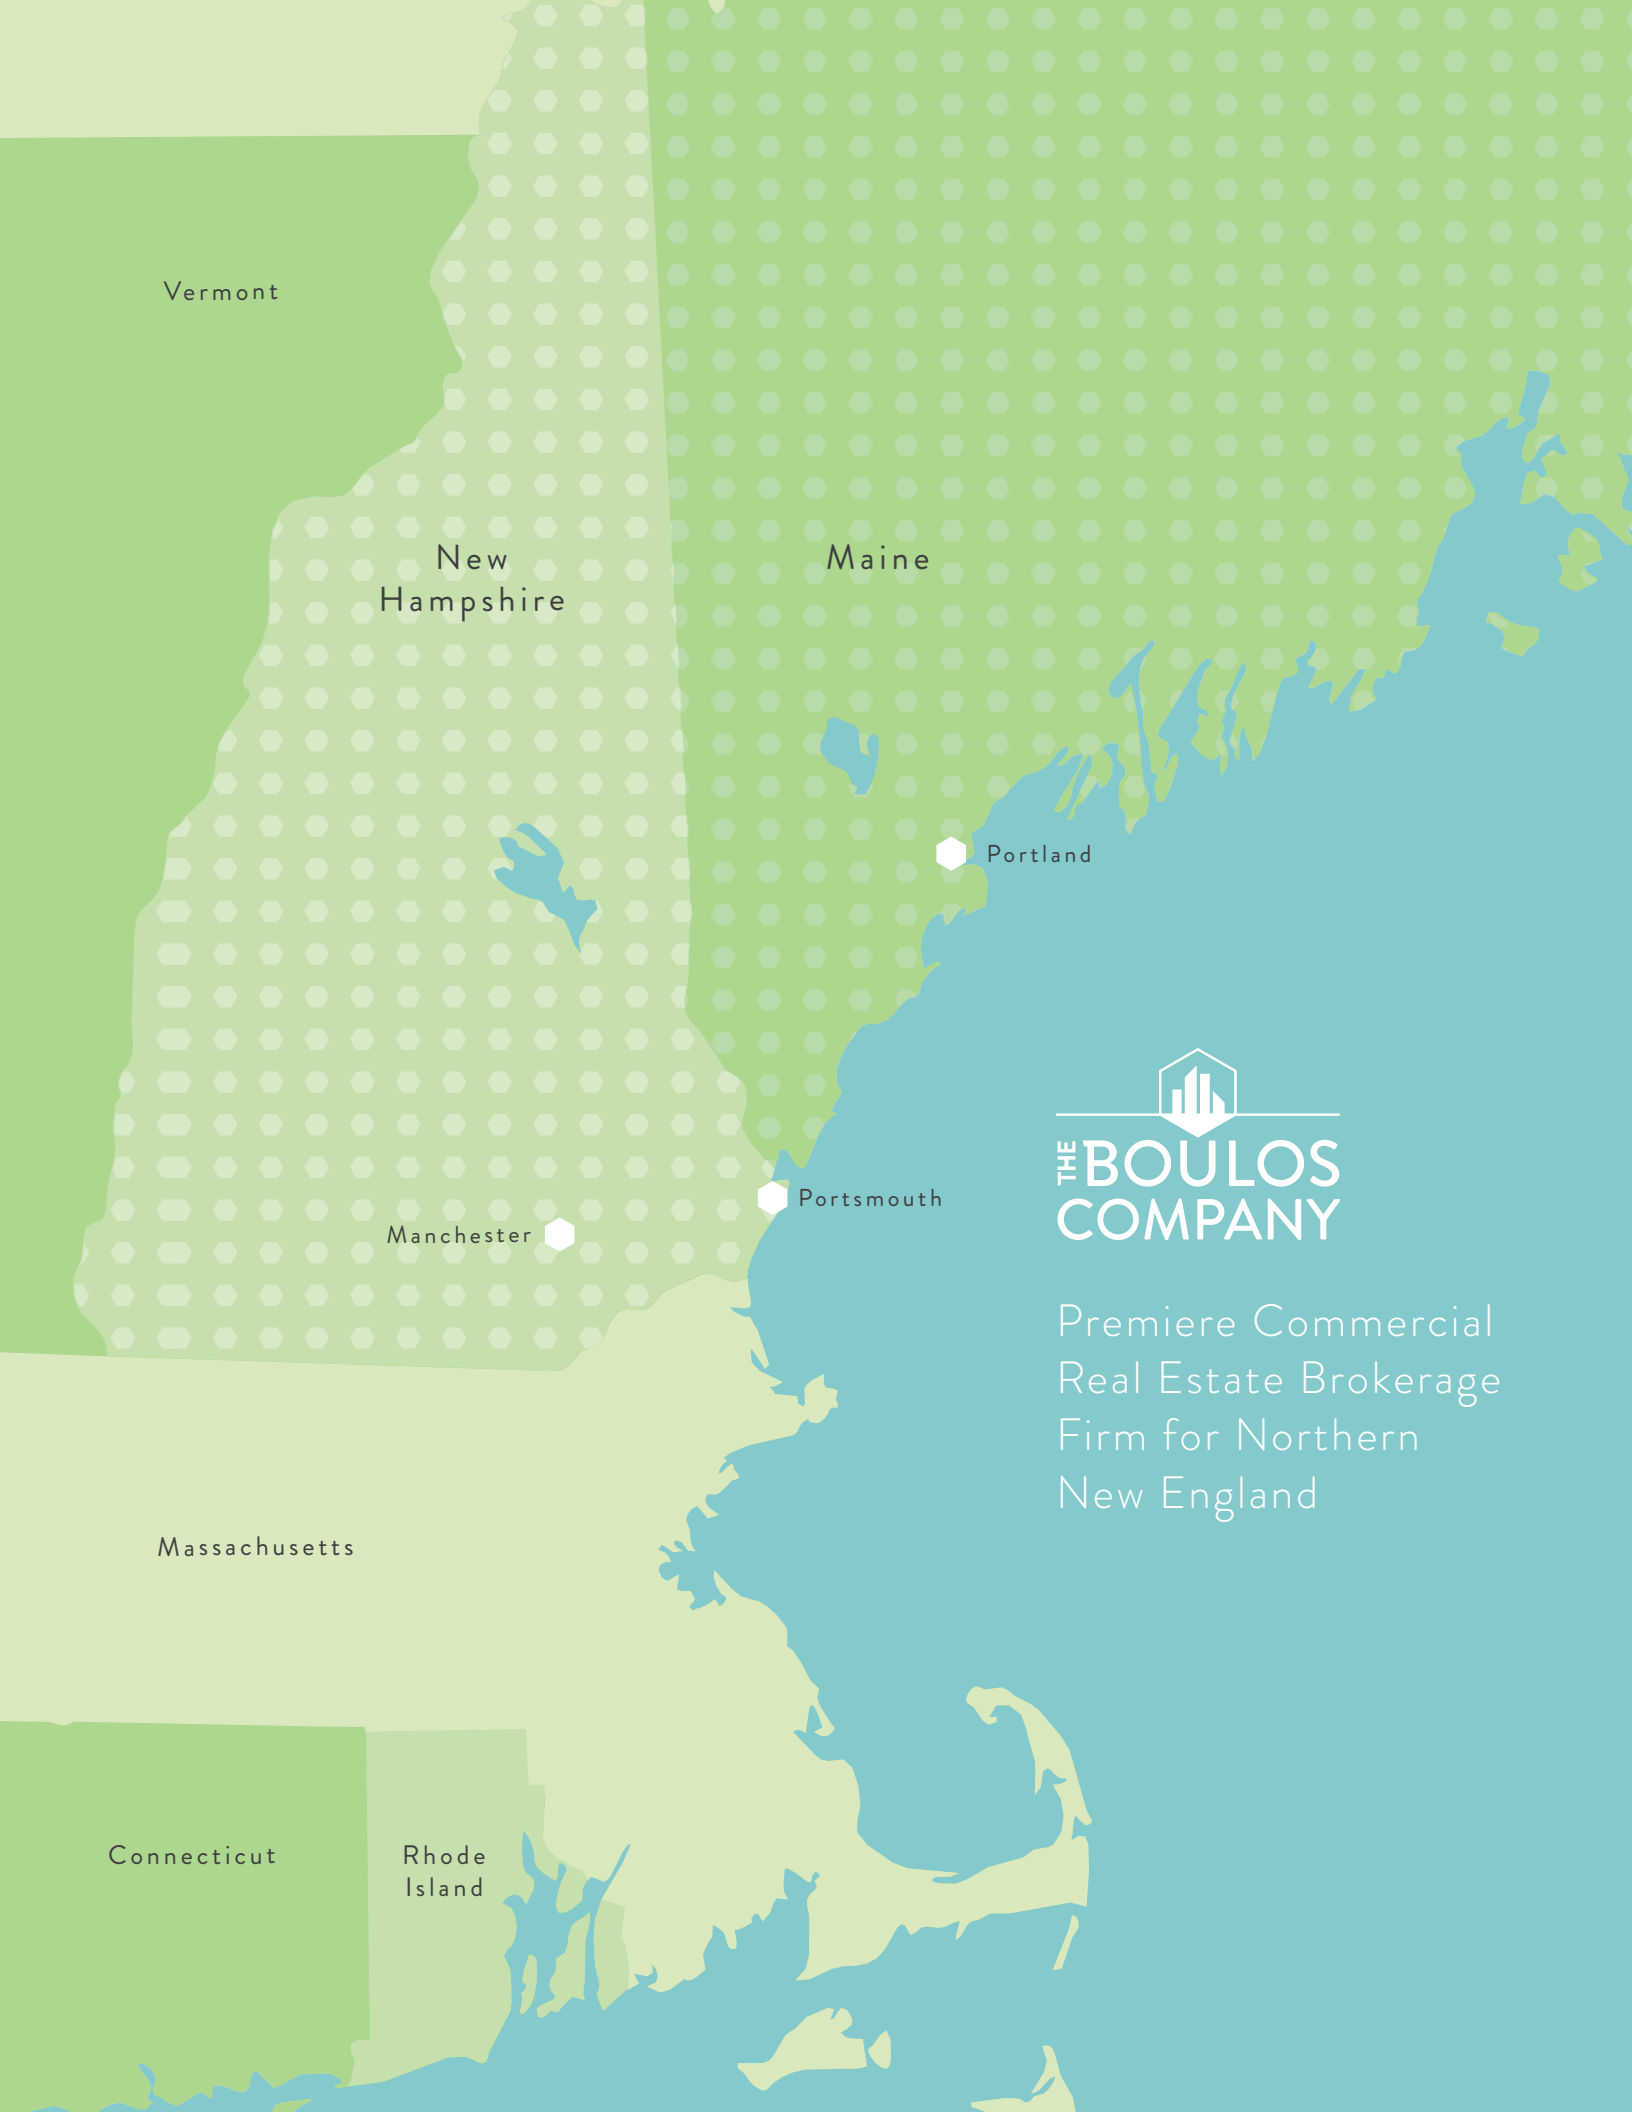 Vermont
New
Hampshire
Maine
Portland
Portsmouth
Manchester
THE BOULOS
COMPANY
Premiere Commercial
Real Estate Brokerage
Firm for Northern
New England
Massachusetts
Connecticut
Rhode
Island